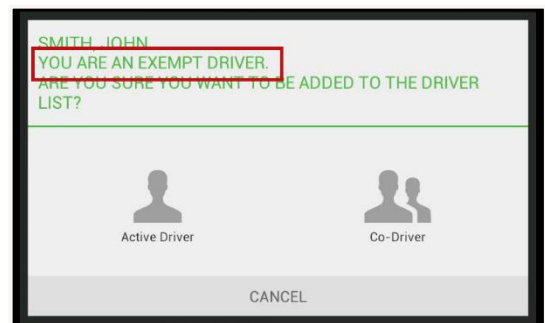 SMITH, JOHN
YOU ARE AN EXEMPT DRIVER.
ARE YOU SURE YOU WANT TO BE ADDED TO THE DRIVER
LIST?
Active Driver
Co-Driver
CANCEL